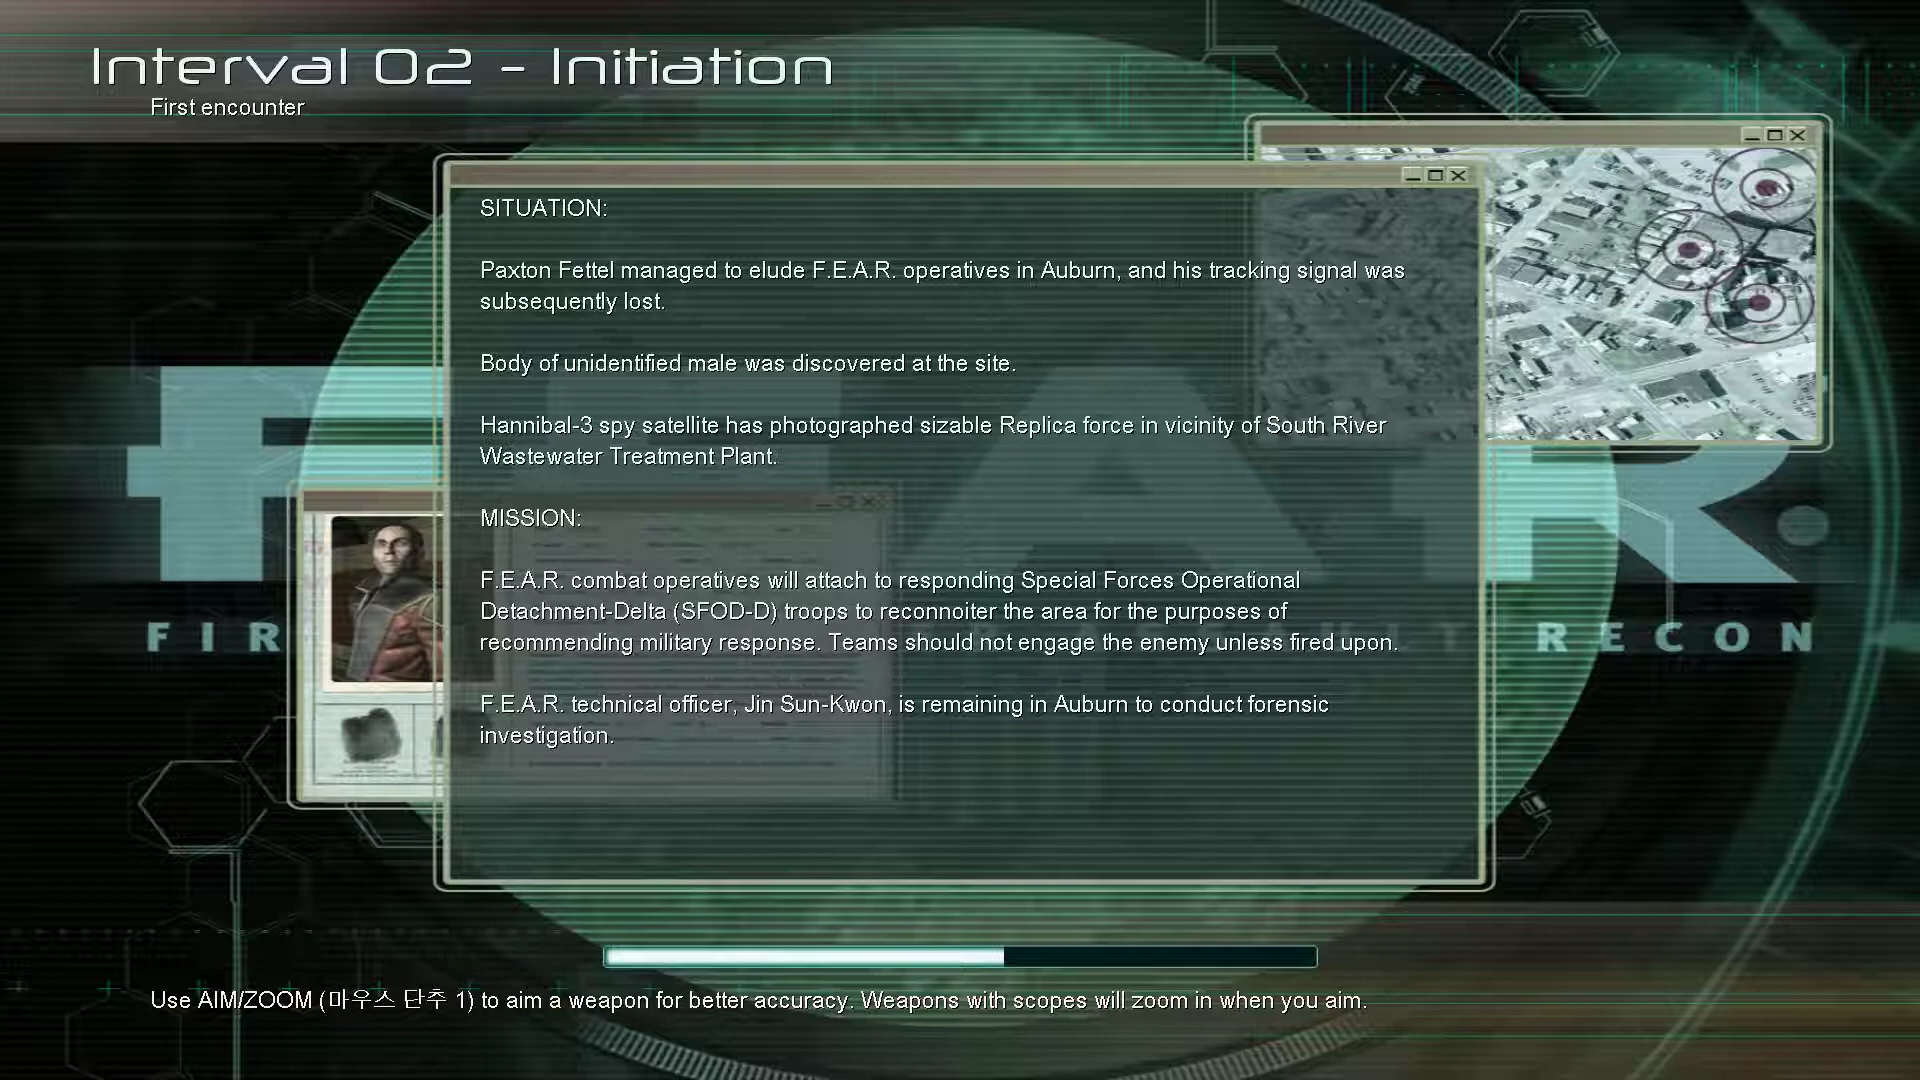 Interval 02 - Initiation
First encounter
SITUATION:
Paxton Fettel managed to elude F.E.A.R. operatives in Auburn, and his tracking signal was
subsequently lost.
Body of unidentified male was discovered at the site.
Hannibal-3 spy satellite has photographed sizable Replica force in vicinity of South River
Wastewater Treatment Plant.
MISSION:
F.E.A.R. combat operatives will attach to responding Special Forces Operational
Detachment-Delta (SFOD-D) troops to reconnoiter the area for the purposes of
recommending military response. Teams should not engage the enemy unless fired upon.
F.E.A.R. technical officer, Jin Sun-Kwon, is remaining in Auburn to conduct forensic
investigation.
RECON
Use AIM/ZOOM (마우스 단추 1) to aim a weapon for better accuracy. Weapons with scopes will zoom in when you aim.